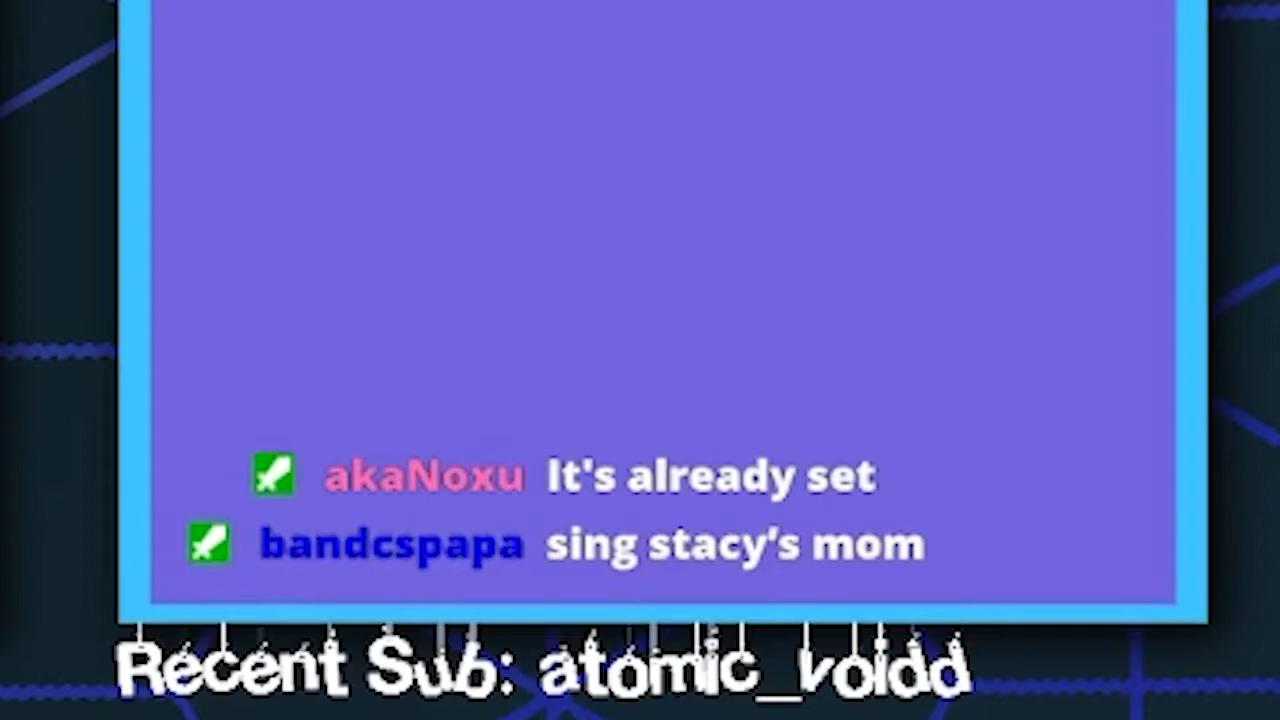 akaNoxu It's already set
bandcspapa sing stacy's mom
Recent Sub: atomic_voidd